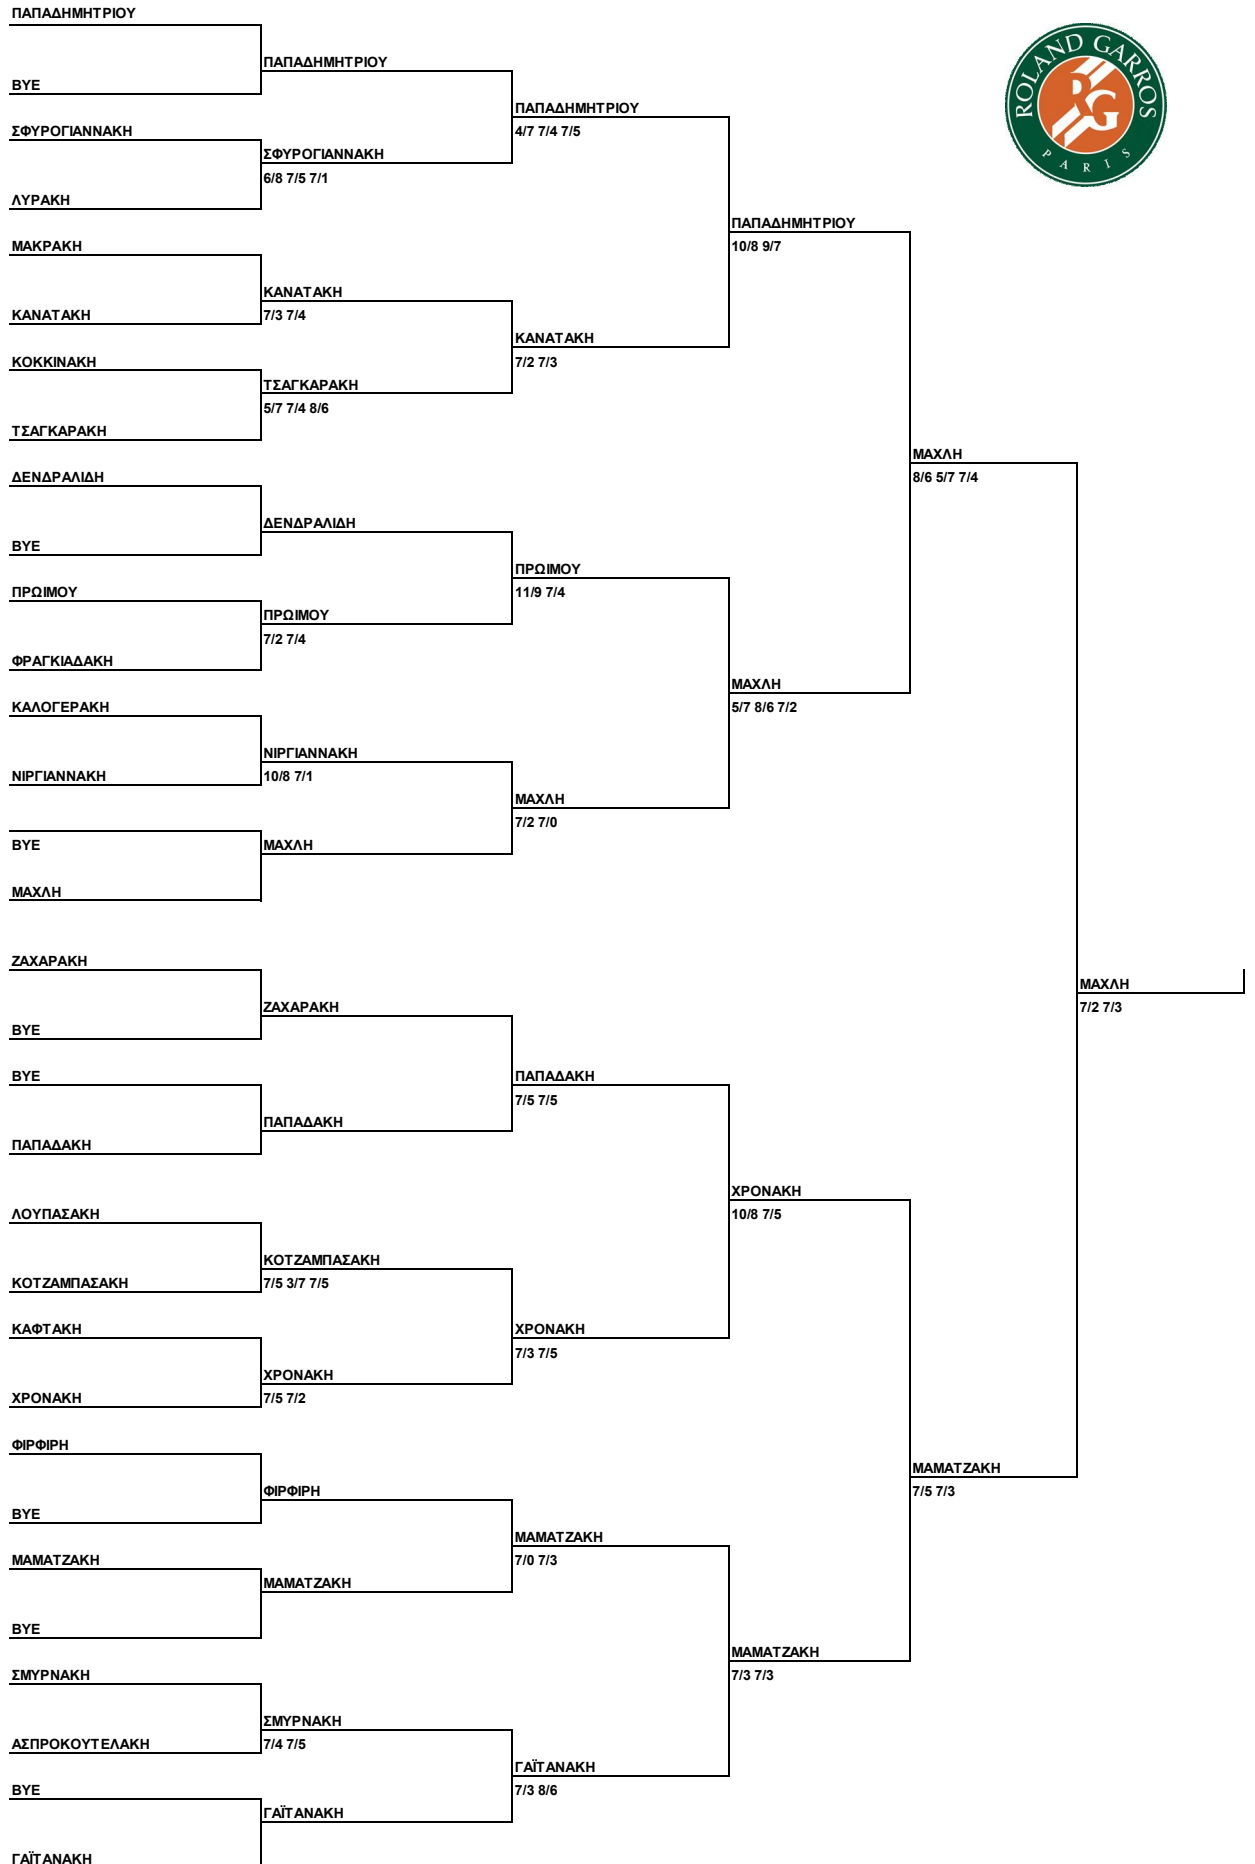 ΠΑΠΑΔΗΜΗΤΡΙΟΥ
ROLAND GARROS
RG
PARIS
ΠΑΠΑΔΗΜΗΤΡΙΟΥ
BYE
ΠΑΠΑΔΗΜΗΤΡΙΟΥ
4/7 7/4 7/5
ΣΦΥΡΟΓΙΑΝΝΑΚΗ
ΣΦΥΡΟΓΙΑΝΝΑΚΗ
6/8 7/5 7/1
ΛΥΡΑΚΗ
ΠΑΠΑΔΗΜΗΤΡΙΟΥ
10/8 9/7
ΜΑΚΡΑΚΗ
ΚΑΝΑΤΑΚΗ
7/3 7/4
ΚΑΝΑΤΑΚΗ
ΚΑΝΑΤΑΚΗ
7/2 7/3
ΚΟΚΚΙΝΑΚΗ
ΤΣΑΓΚΑΡΑΚΗ
5/7 7/4 8/6
ΤΣΑΓΚΑΡΑΚΗ
ΜΑΧΛΗ
8/6 5/7 7/4
ΔΕΝΔΡΑΛΙΔΗ
ΔΕΝΔΡΑΛΙΔΗ
BYE
ΠΡΩΙΜΟΥ
11/9 7/4
ΠΡΩΙΜΟΥ
ΠΡΩΙΜΟΥ
7/2 7/4
ΦΡΑΓΚΙΑΔΑΚΗ
ΜΑΧΛΗ
5/7 8/6 7/2
ΚΑΛΟΓΕΡΑΚΗ
ΝΙΡΓΙΑΝΝΑΚΗ
10/8 7/1
ΝΙΡΓΙΑΝΝΑΚΗ
ΜΑΧΛΗ
7/2 7/0
BYE
ΜΑΧΛΗ
ΜΑΧΛΗ
ΖΑΧΑΡΑΚΗ
ΜΑΧΛΗ
7/2 7/3
ΖΑΧΑΡΑΚΗ
BYE
BYE
ΠΑΠΑΔΑΚΗ
7/5 7/5
ΠΑΠΑΔΑΚΗ
ΠΑΠΑΔΑΚΗ
ΧΡΟΝΑΚΗ
10/8 7/5
ΛΟΥΠΑΣΑΚΗ
ΚΟΤΖΑΜΠΑΣΑΚΗ
7/5 3/7 7/5
ΚΟΤΖΑΜΠΑΣΑΚΗ
ΚΑΦΤΑΚΗ
ΧΡΟΝΑΚΗ
7/3 7/5
ΧΡΟΝΑΚΗ
7/5 7/2
ΧΡΟΝΑΚΗ
ΦΙΡΦΙΡΗ
ΜΑΜΑΤΖΑΚΗ
7/5 7/3
ΦΙΡΦΙΡΗ
BYE
ΜΑΜΑΤΖΑΚΗ
7/0 7/3
ΜΑΜΑΤΖΑΚΗ
ΜΑΜΑΤΖΑΚΗ
BYE
ΜΑΜΑΤΖΑΚΗ
7/3 7/3
ΣΜΥΡΝΑΚΗ
ΣΜΥΡΝΑΚΗ
7/4 7/5
ΑΣΠΡΟΚΟΥΤΕΛΑΚΗ
ΓΑΪΤΑΝΑΚΗ
7/3 8/6
BYE
ΓΑΪΤΑΝΑΚΗ
ΓΑΪΤΑΝΑΚΗ